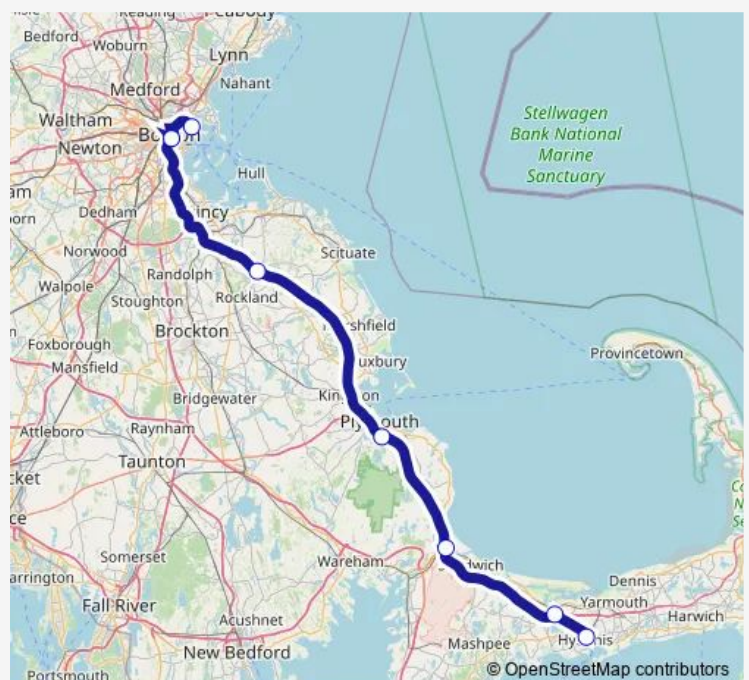 Bedford
Woburn
Lynn
Medford
Nahant
Waltham
Newton
Stellwagen
Bank National
Marine
Sanctuary
Hull
Dedham
Norwood
Scituate
Walpole
Randolph
Stoughton
Rockland
Brockton
Foxborough
Mansfield
Provincetown
Bridgewater
Attleboro
Raynham
Taunton
Somerset
Wareham
Dennis
Fall River
Yarmouth
Acushnet
Harwich
New Bedford
Mashpee
Portsmouth
© OpenStreetMap contributors